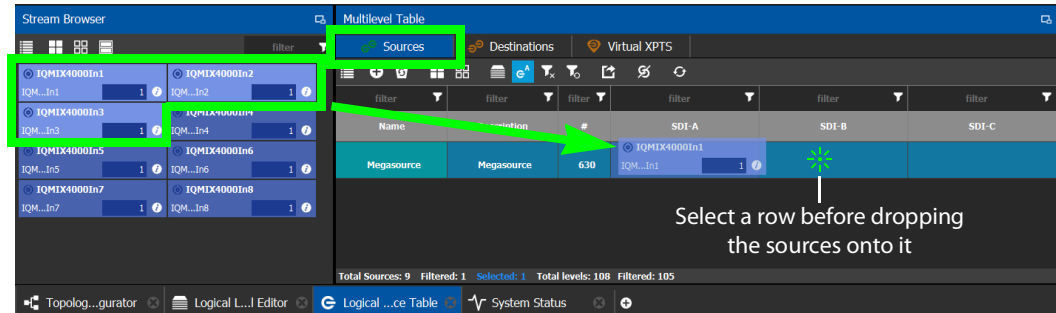 Stream Browser
Multilevel Table
filter
Sources
Destinations
Virtual XPTS
IQMIX4000In1
IQMIX4000In2
IQM...In1 1
IQM...In2 1
IQMIX4000In3
IQMIX4000In4
IQM...In3 1
IQM...In4 1
IQMIX4000In5
IQMIX4000In6
IQM...In5 1
IQM...In6 1
IQMIX4000In7
IQMIX4000In8
IQM...In7 1
IQM...In8 1
filter filter filter filter filter filter
Name Description # SDI-A SDI-B SDI-C
Megasource Megasource 630
IQMIX4000In1
IQM...In1 1
Select a row before dropping
the sources onto it
Total Sources: 9 Filtered: 1 Selected: 1 Total levels: 108 Filtered: 105
Topolog...gurator
Logical L...l Editor
Logical ...ce Table
System Status